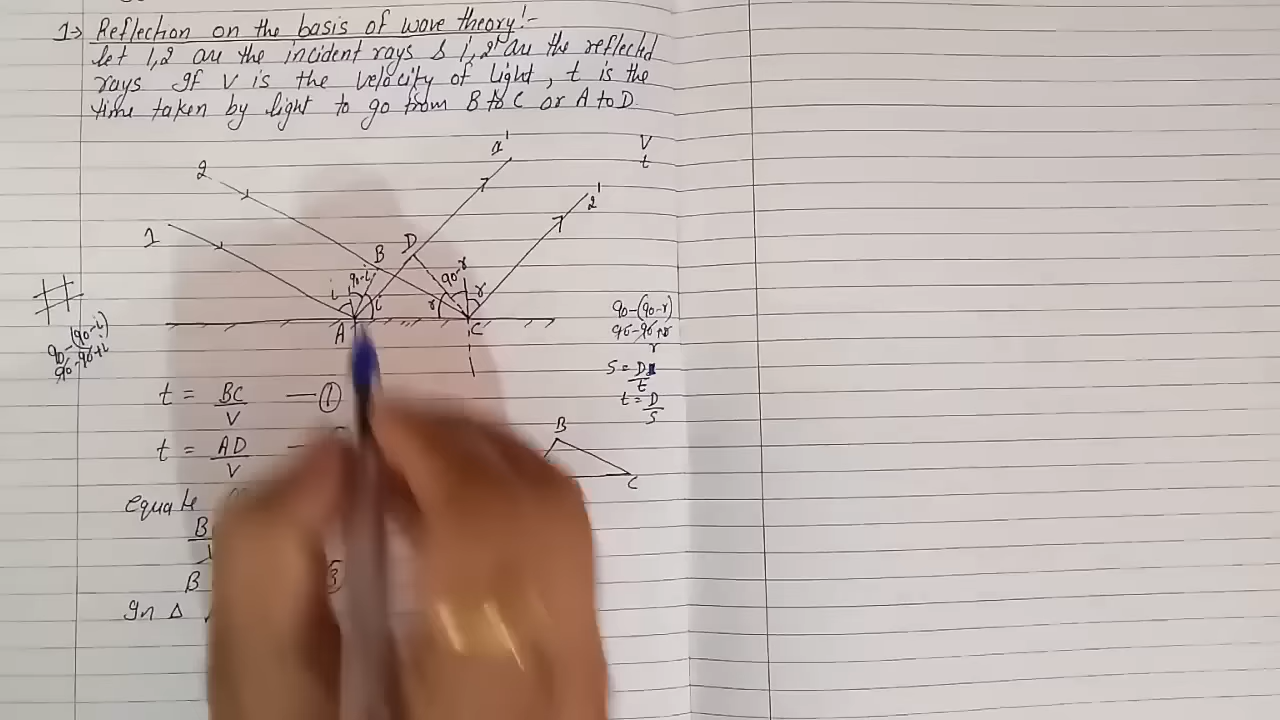 1→ Reflection on the basis of wave theory!-
let 1,2 are the incident rays & 1', 2' are the reflected
rays If V is the velocity of light, t is the
time taken by light to go from B to C or A to D
V
t
2
1'
2'
1
B
D
i
90-i
i
r
90-r
r
A
C
90-(90-i)
90-90+i
90-(90-r)
90-90+r
r
S = D
t
t = D
S
t = BC —①
V
t = AD —
V
B
C
equate
B
B
In Δ